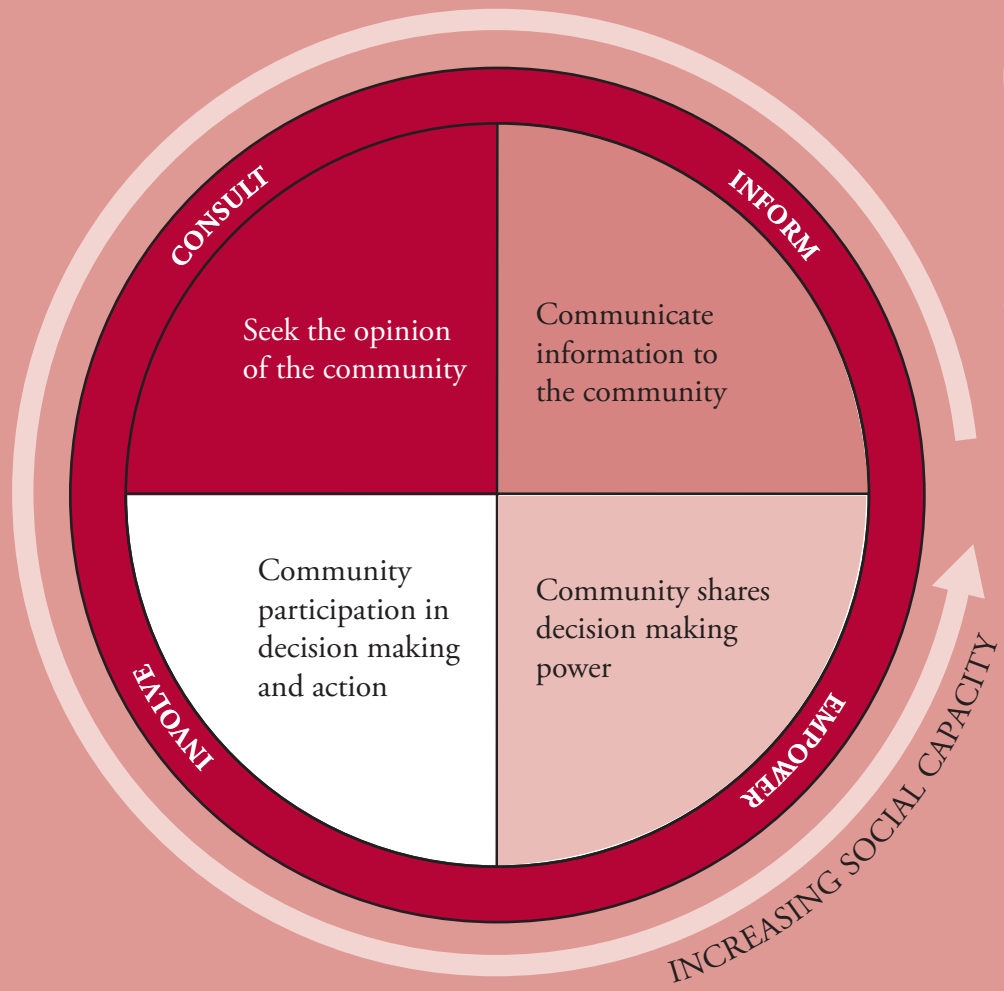 CONSULT
INFORM
Seek the opinion
of the community
Communicate
information to
the community
Community
participation in
decision making
and action
Community shares
decision making
power
INVOLVE
EMPOWER
INCREASING SOCIAL CAPACITY